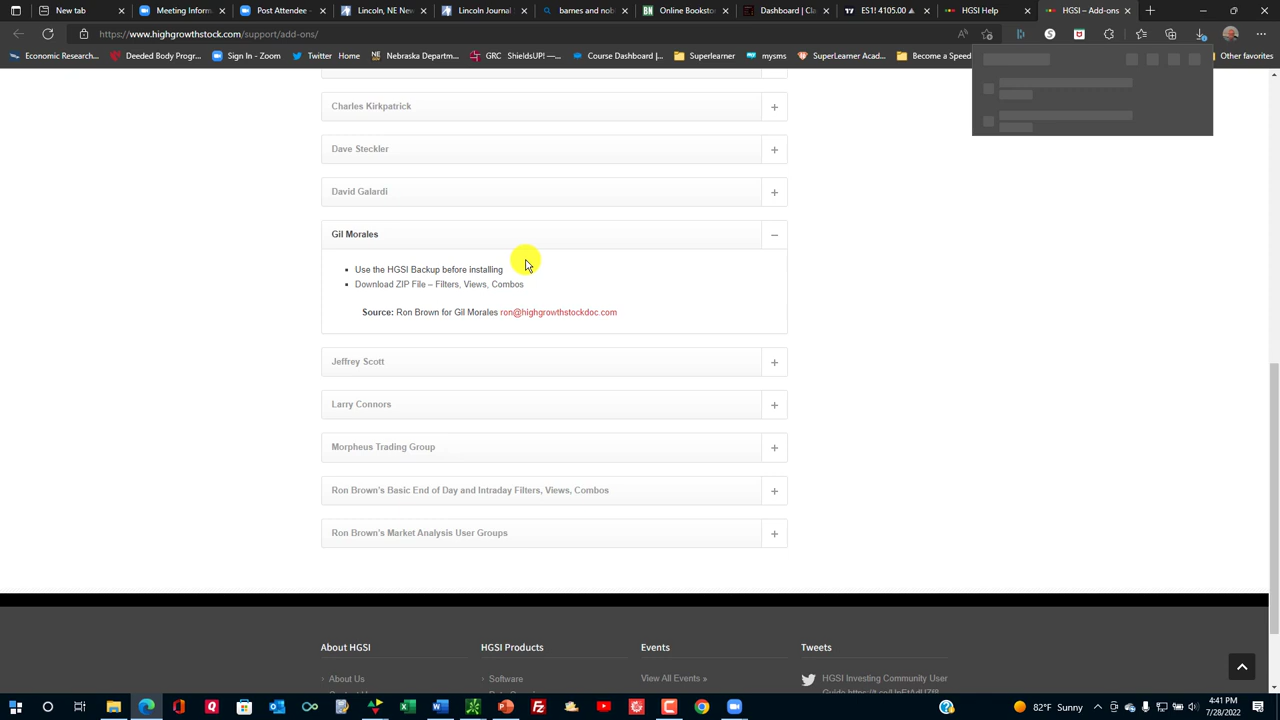 New tab
Meeting Informa
Post Attendee -
Lincoln, NE New
Lincoln Journal
barnes and nob
Online Bookstor
Dashboard | Cla
ES1! 4105.00
HGSI Help
HGSI – Add-ons
https://www.highgrowthstock.com/support/add-ons/
Economic Research...
Deeded Body Progr...
Sign In - Zoom
Twitter
Home
Nebraska Departm...
GRC | ShieldsUP! —...
Course Dashboard |...
Superlearner
mysms
SuperLearner Acad...
Become a Speed
Other favorites
Charles Kirkpatrick
Dave Steckler
David Galardi
Gil Morales
Use the HGSI Backup before installing
Download ZIP File – Filters, Views, Combos
Source: Ron Brown for Gil Morales ron@highgrowthstockdoc.com
Jeffrey Scott
Larry Connors
Morpheus Trading Group
Ron Brown's Basic End of Day and Intraday Filters, Views, Combos
Ron Brown's Market Analysis User Groups
About HGSI
HGSI Products
Events
Tweets
About Us
Software
View All Events »
HGSI Investing Community User
82°F Sunny
4:41 PM
7/28/2022